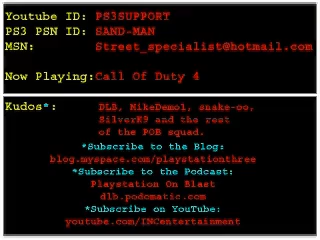 Youtube ID: PS3SUPPORT
PS3 PSN ID: SAND-MAN
MSN: Street_specialist@hotmail.com
Now Playing:Call Of Duty 4
Kudos*: DLB, MikeDemol, snake-oo,
SilverK9 and the rest
of the POB squad.
*Subscribe to the Blog:
blog.myspace.com/playstationthree
*Subscribe to the Podcast:
Playstation On Blast
dlb.podomatic.com
*Subscribe on YouTube:
youtube.com/INCentertainment